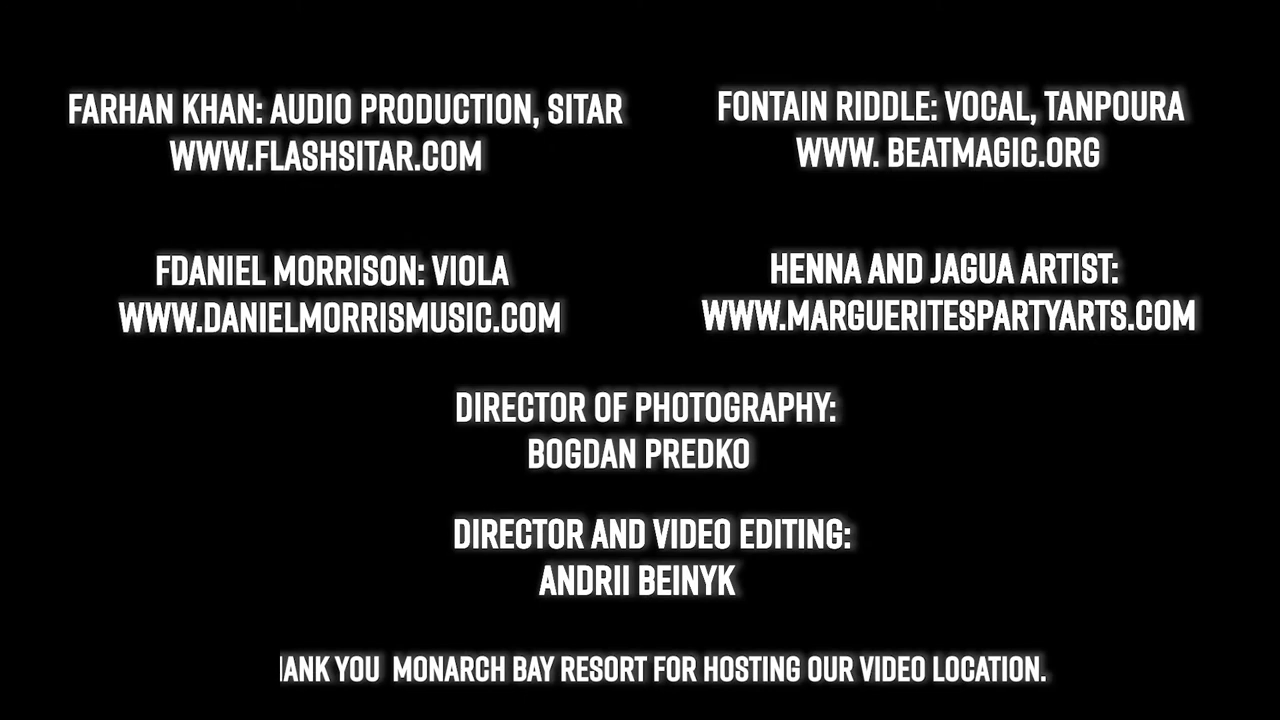 FARHAN KHAN: AUDIO PRODUCTION, SITAR
WWW.FLASHSITAR.COM
FONTAIN RIDDLE: VOCAL, TANPOURA
WWW. BEATMAGIC.ORG
FDANIEL MORRISON: VIOLA
WWW.DANIELMORRISMUSIC.COM
HENNA AND JAGUA ARTIST:
WWW.MARGUERITESPARTYARTS.COM
DIRECTOR OF PHOTOGRAPHY:
BOGDAN PREDKO
DIRECTOR AND VIDEO EDITING:
ANDRII BEINYK
YOU MONARCH BAY RESORT FOR HOSTING OUR VIDEO LOCATION.